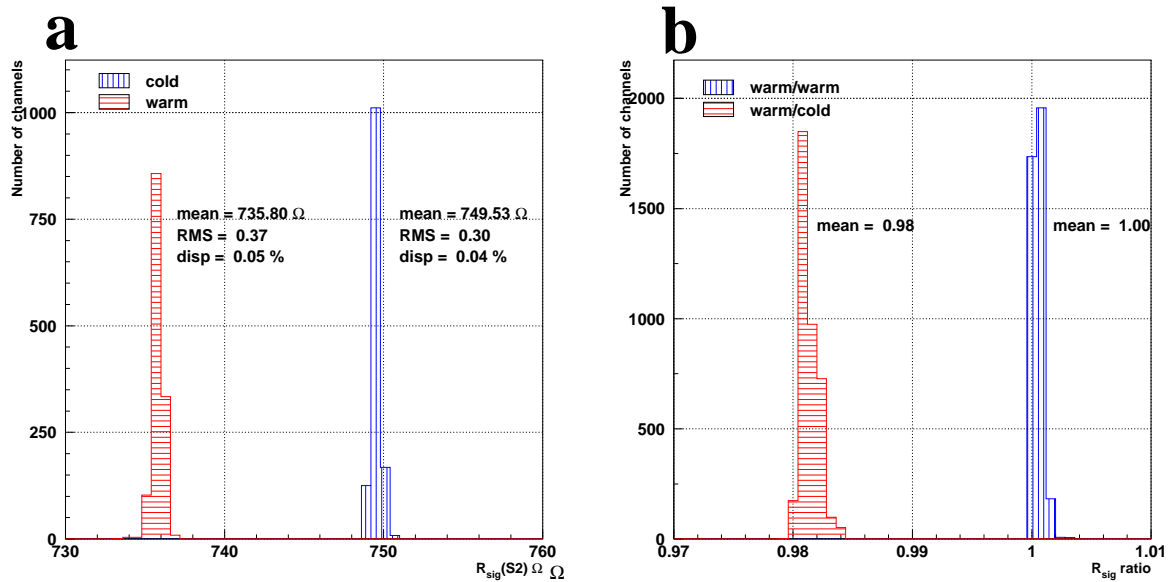 a
Number of channels
cold
warm
1000
750
500
250
0
mean = 735.80 Ω
RMS = 0.37
disp = 0.05 %
mean = 749.53 Ω
RMS = 0.30
disp = 0.04 %
730 740 750 760
Rsig(S2) Ω Ω
b
Number of channels
warm/warm
warm/cold
2000
1500
1000
500
0
mean = 0.98
mean = 1.00
0.97 0.98 0.99 1 1.01
Rsig ratio